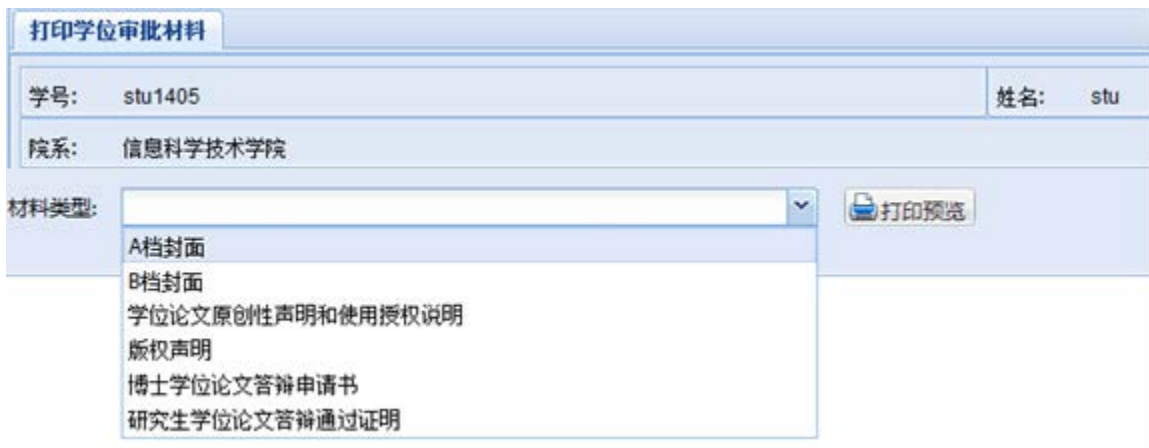 打印学位审批材料
学号: stu1405 姓名: stu
院系: 信息科学技术学院
材料类型: 打印预览
A档封面
B档封面
学位论文原创性声明和使用授权说明
版权声明
博士学位论文答辩申请书
研究生学位论文答辩通过证明